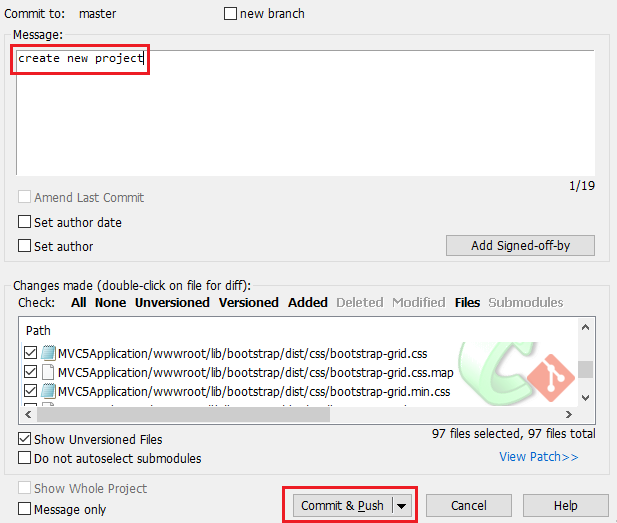 Commit to: master new branch
Message:
create new project
1/19
Amend Last Commit
Set author date
Set author
Add Signed-off-by
Changes made (double-click on file for diff):
Check: All None Unversioned Versioned Added Deleted Modified Files Submodules
Path
MVC5Application/wwwroot/lib/bootstrap/dist/css/bootstrap-grid.css
MVC5Application/wwwroot/lib/bootstrap/dist/css/bootstrap-grid.css.map
MVC5Application/wwwroot/lib/bootstrap/dist/css/bootstrap-grid.min.css
Show Unversioned Files
97 files selected, 97 files total
Do not autoselect submodules
View Patch>>
Show Whole Project
Message only
Commit & Push
Cancel
Help